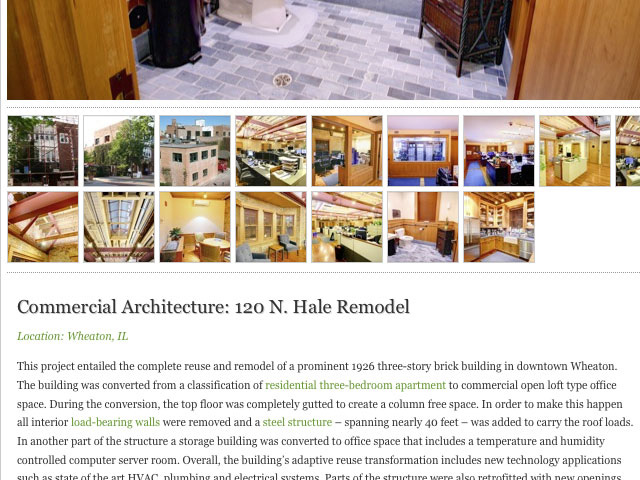 Commercial Architecture: 120 N. Hale Remodel
Location: Wheaton, IL
This project entailed the complete reuse and remodel of a prominent 1926 three-story brick building in downtown Wheaton.
The building was converted from a classification of residential three-bedroom apartment to commercial open loft type office
space. During the conversion, the top floor was completely gutted to create a column free space. In order to make this happen
all interior load-bearing walls were removed and a steel structure – spanning nearly 40 feet – was added to carry the roof loads.
In another part of the structure a storage building was converted to office space that includes a temperature and humidity
controlled computer server room. Overall, the building's adaptive reuse transformation includes new technology applications
such as state of the art HVAC, plumbing and electrical systems. Parts of the structure were also retrofitted with new openings